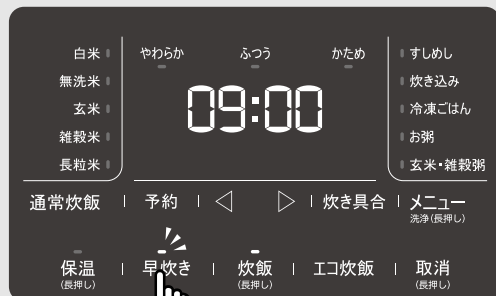 白米
無洗米
玄米
雑穀米
長粒米
やわらか ふつう かため
09:00
すしめし
炊き込み
冷凍ごはん
お粥
玄米・雑穀粥
通常炊飯 予約 炊き具合 メニュー
洗浄(長押し)
保温 早炊き 炊飯 エコ炊飯 取消
(長押し) (長押し) (長押し)